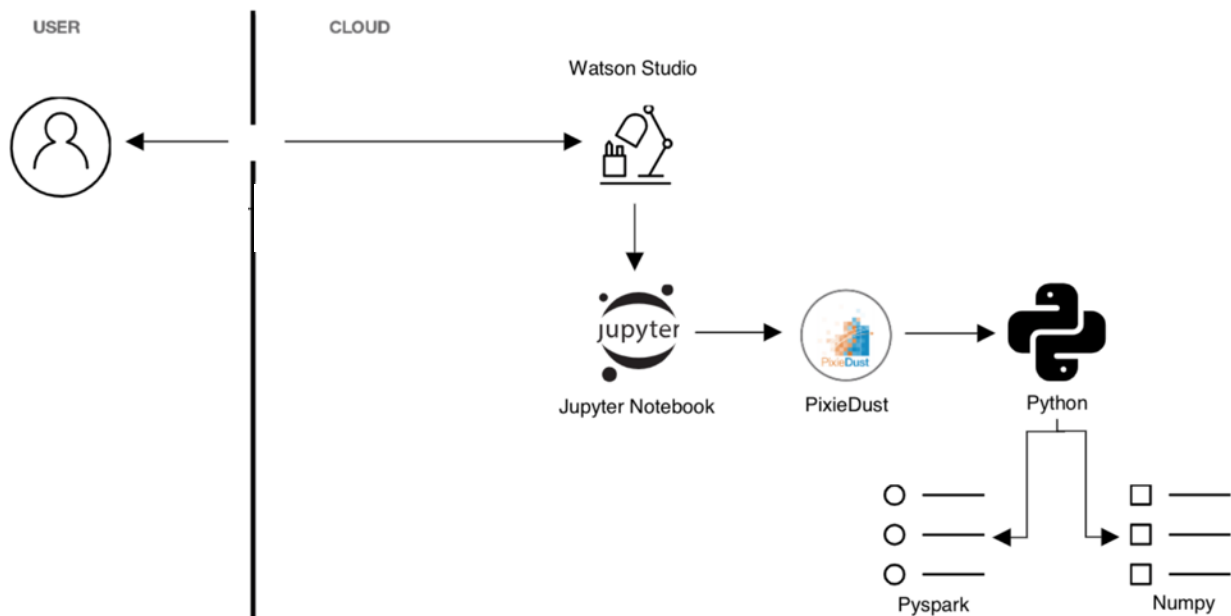 USER
CLOUD
Watson Studio
jupyter
PixieDust
Jupyter Notebook
PixieDust
Python
Pyspark
Numpy